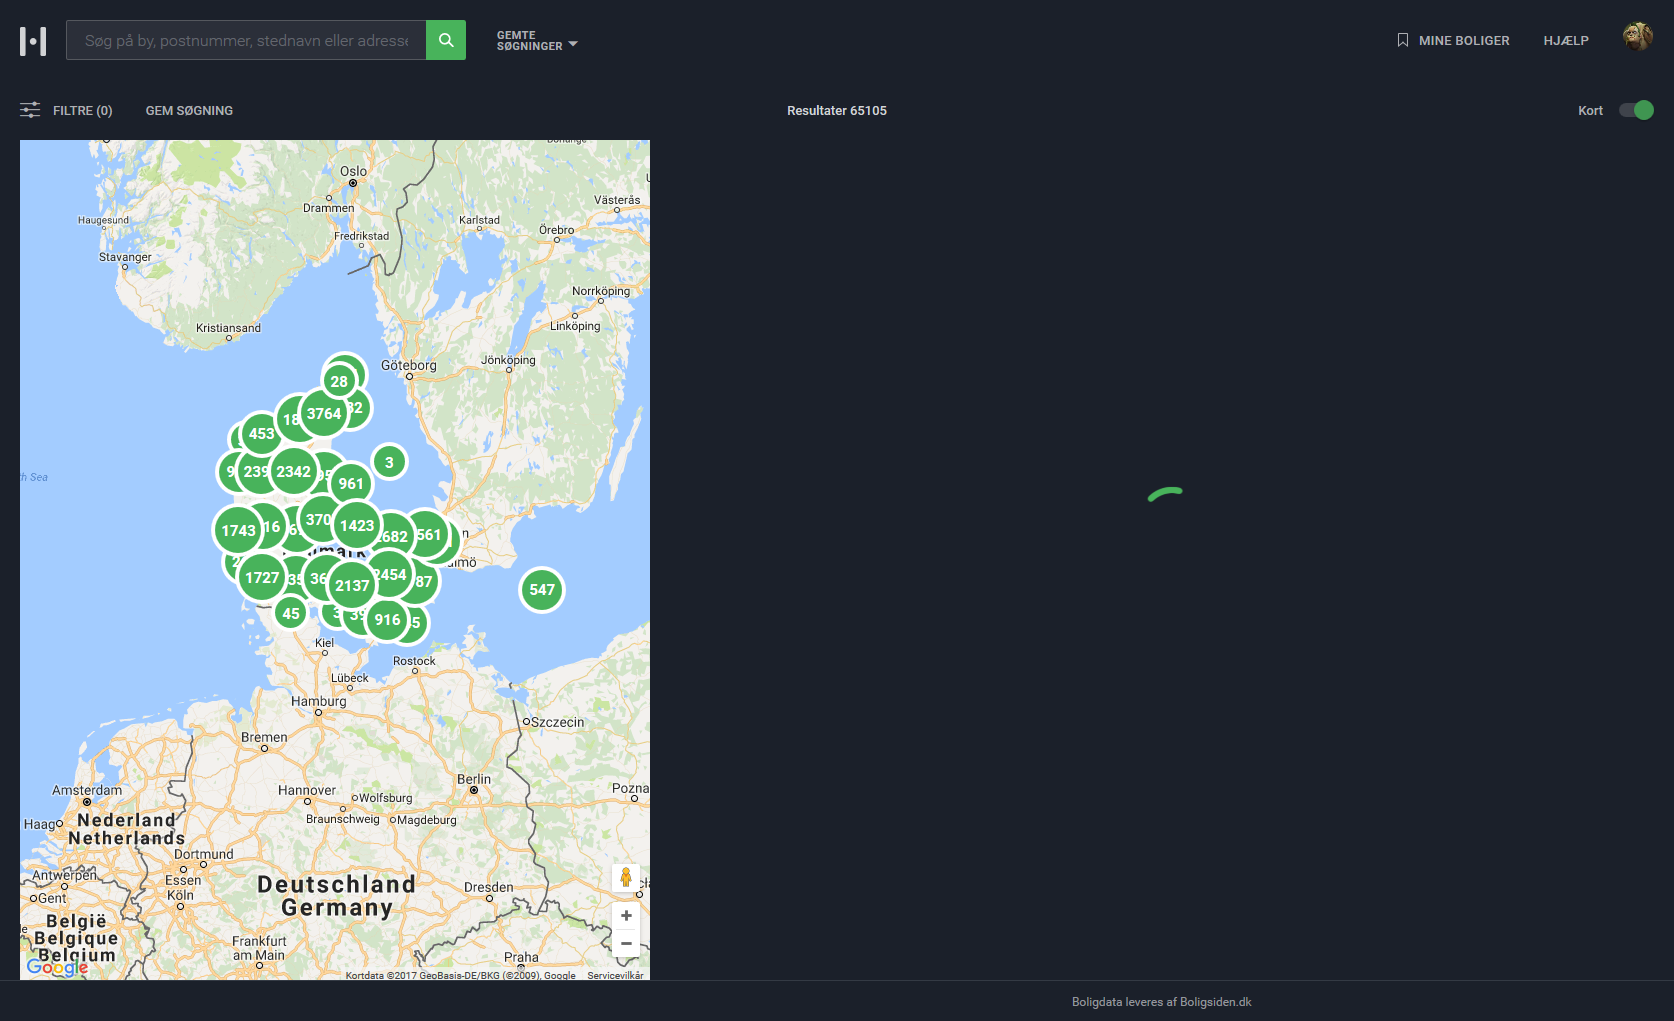 Søg på by, postnummer, stednavn eller adresse
GEMTE
SØGNINGER
MINE BOLIGER
HJÆLP
FILTRE (0)
GEM SØGNING
Resultater 65105
Kort
Oslo
Drammen
Västerås
Haugesund
Karlstad
Örebro
Fredrikstad
Stavanger
Norrköping
Linköping
Kristiansand
Jönköping
Göteborg
28
3764
453
3
239
2342
961
1743
16
370
1423
682
561
1727
36
2137
2454
87
547
45
916
Kiel
Rostock
Lübeck
Hamburg
Szczecin
Bremen
Berlin
Amsterdam
Hannover
Wolfsburg
Pozna
Braunschweig
Magdeburg
Haag
Nederland
Netherlands
Dortmund
Antwerpen
Essen
Gent
Köln
Deutschland
Germany
Dresden
België
Belgique
Belgium
Frankfurt
am Main
Praha
Google
Kortdata ©2017 GeoBasis-DE/BKG (©2009), Google
Servicevilkår
Boligdata leveres af Boligsiden.dk